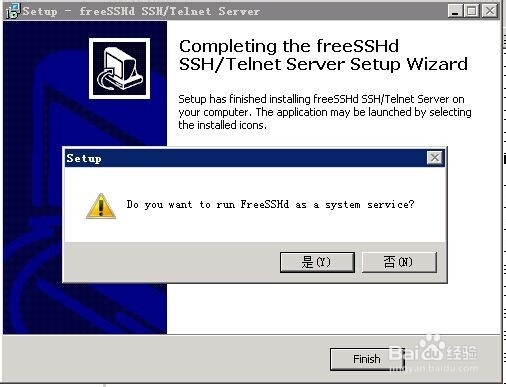 Setup - freeSSHd SSH/Telnet Server
Completing the freeSSHd
SSH/Telnet Server Setup Wizard
Setup has finished installing freeSSHd SSH/Telnet Server on
your computer. The application may be launched by selecting
the installed icons.
Setup
Do you want to run FreeSSHd as a system service?
是(Y)
否(N)
Finish
Baidu 经验
jingyan.baidu.com